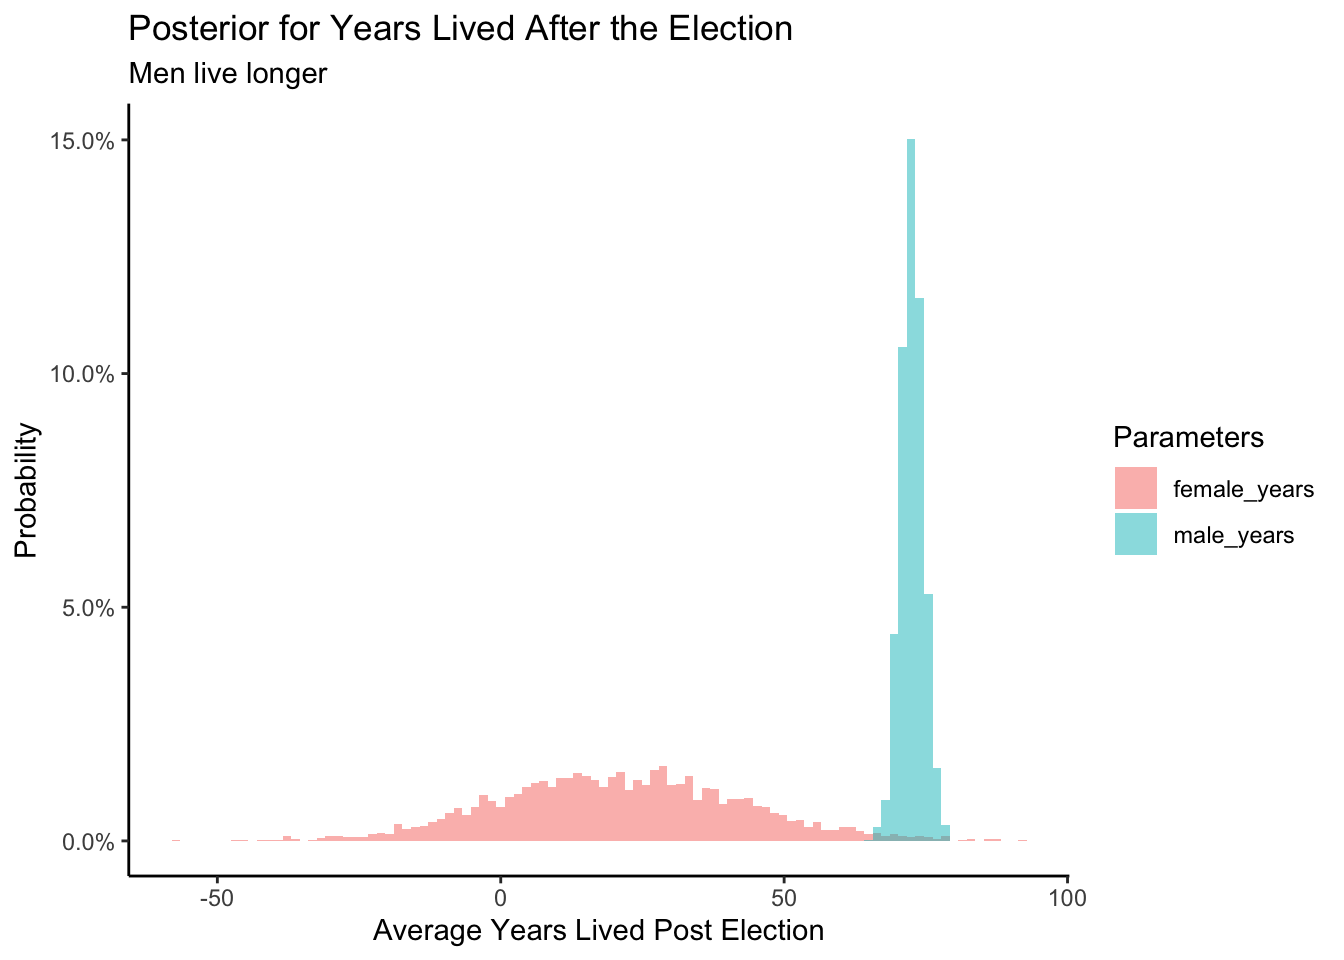 Posterior for Years Lived After the Election
Men live longer
15.0%
10.0%
5.0%
0.0%
Probability
-50
0
50
100
Average Years Lived Post Election
Parameters
female_years
male_years